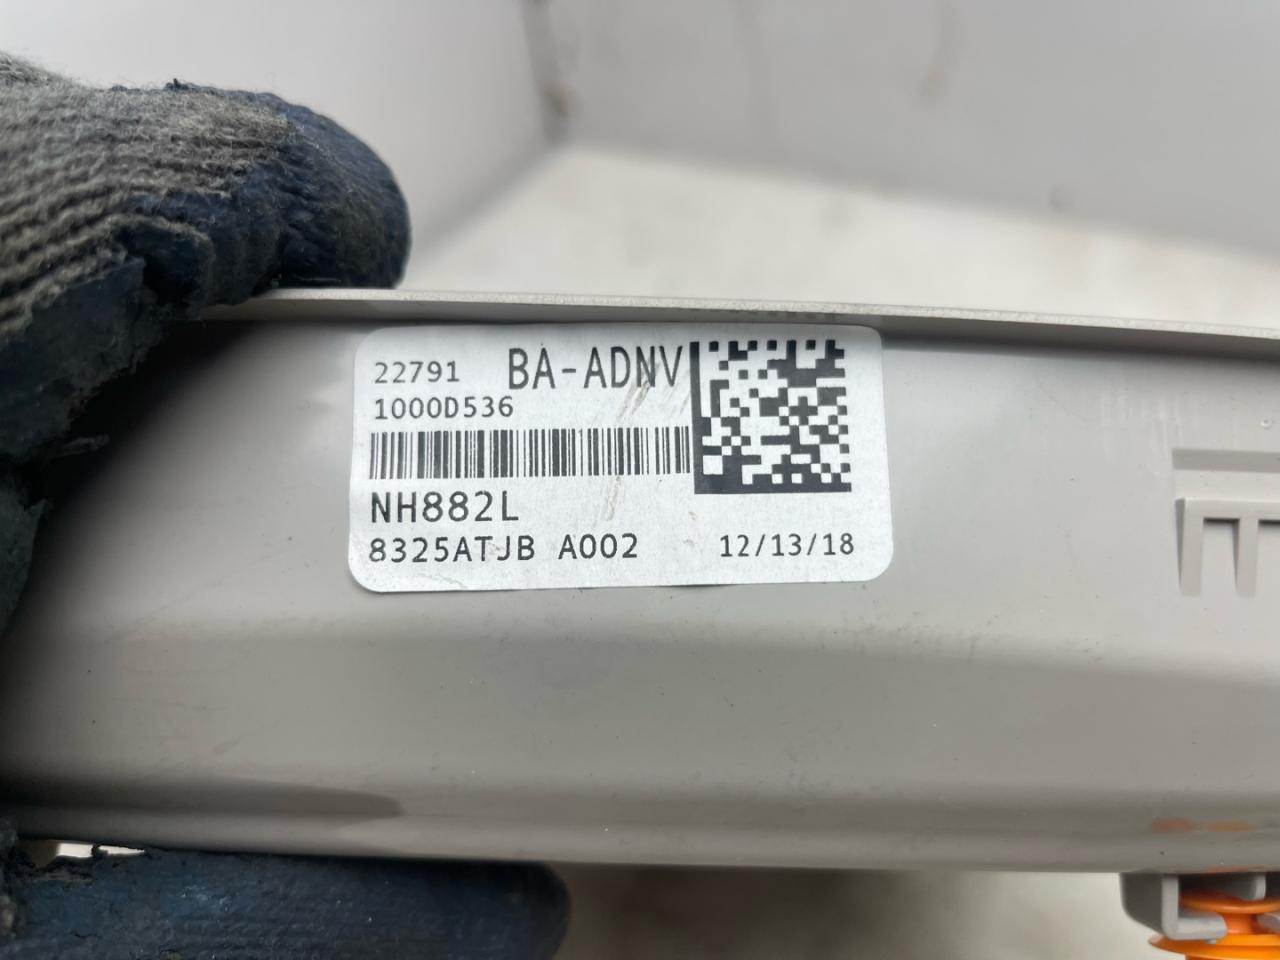 22791 BA-ADNV
1000D536
NH882L
8325ATJB A002 12/13/18